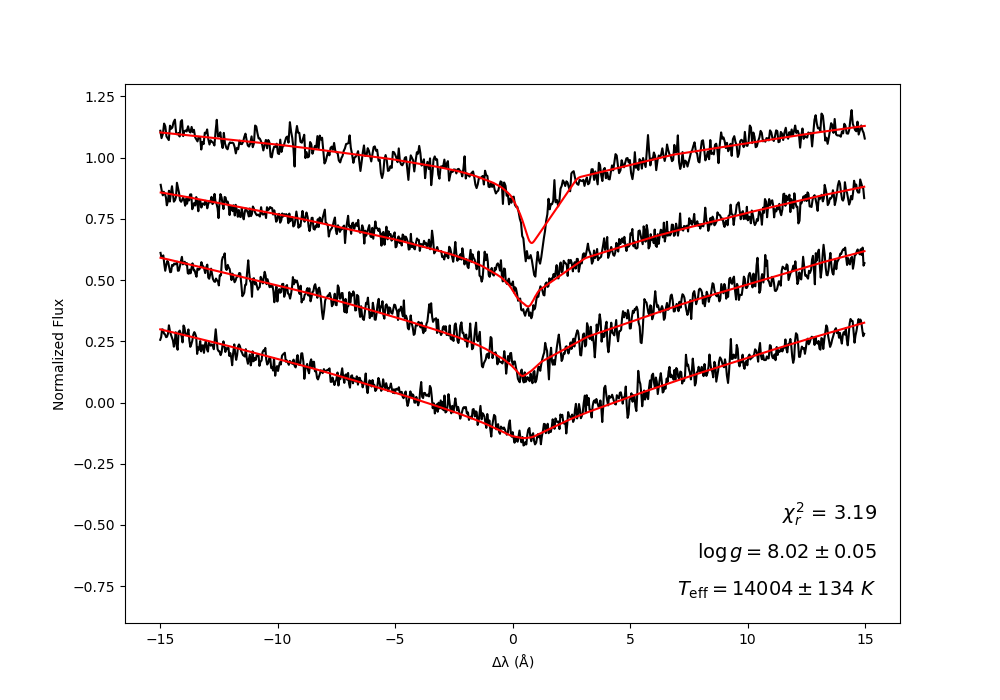 1.25
1.00
0.75
0.50
0.25
0.00
−0.25
−0.50
−0.75
Normalized Flux
χ²ᵣ = 3.19
log g = 8.02 ± 0.05
T_eff = 14004 ± 134 K
−15 −10 −5 0 5 10 15
Δλ (Å)